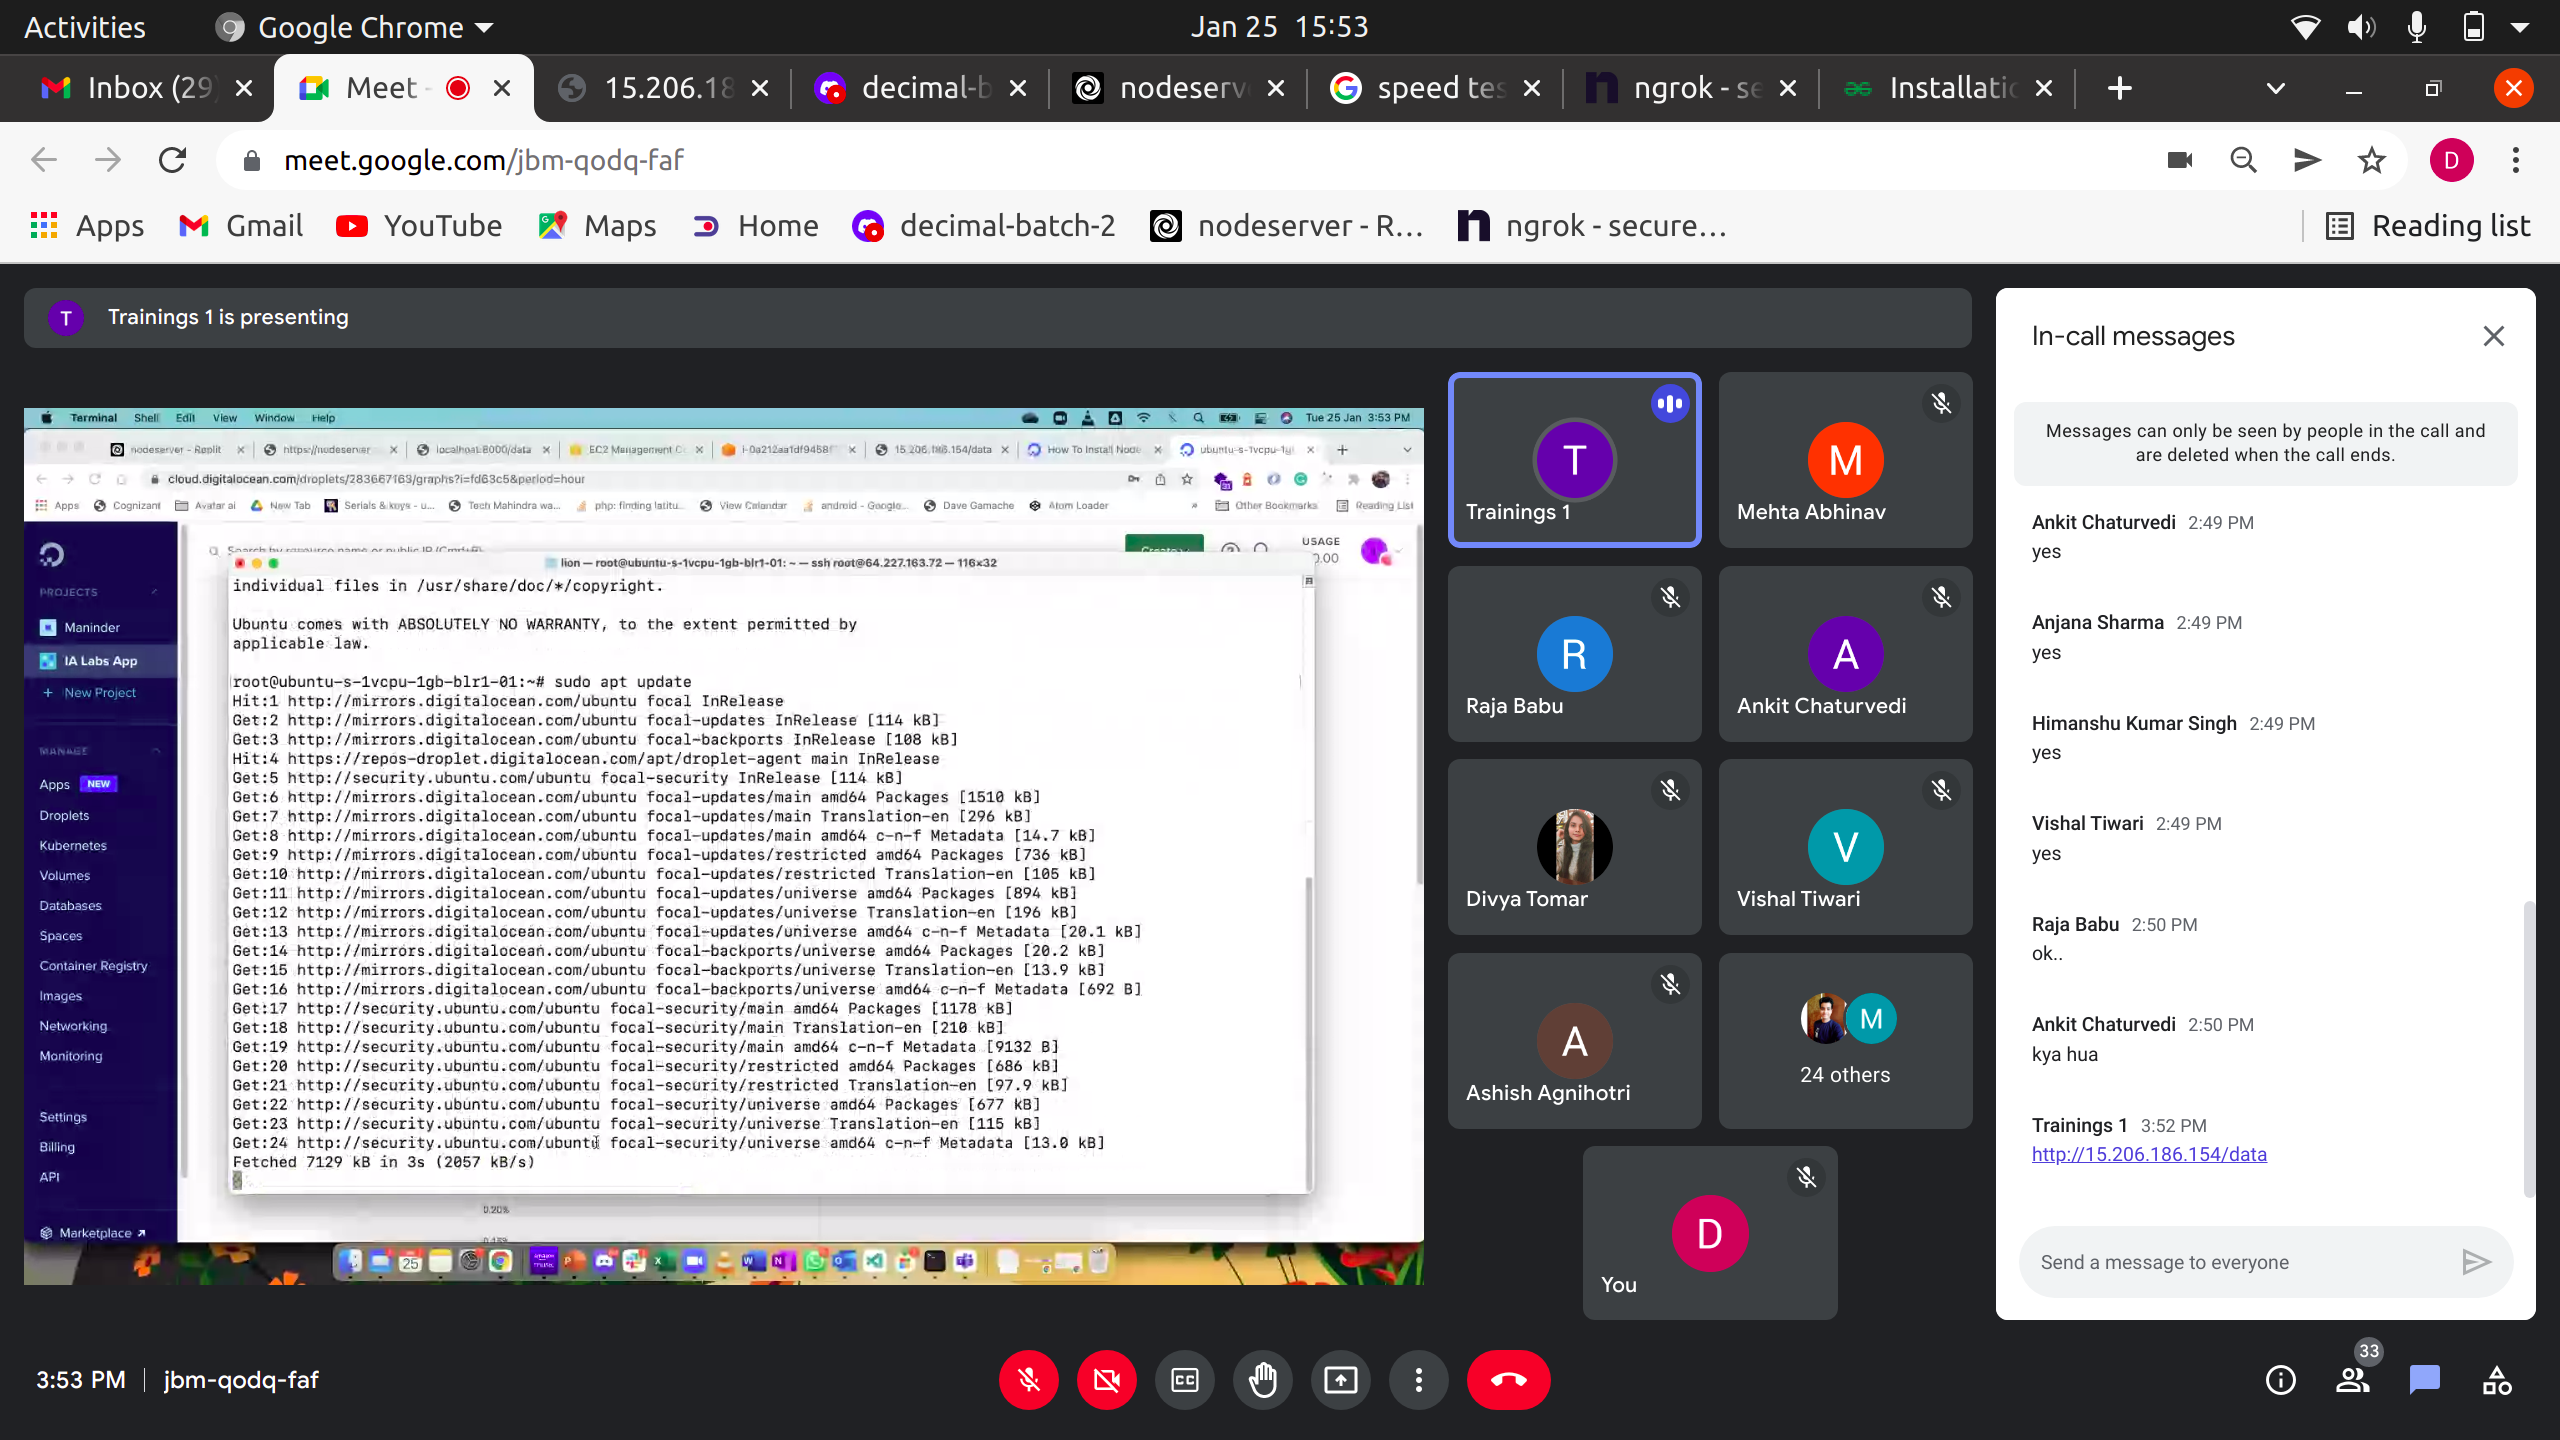 Activities
Google Chrome
Jan 25 15:53
Inbox (29)
Meet -
15.206.18
decimal-b
nodeserv
speed tes
ngrok - se
Installatio
meet.google.com/jbm-qodq-faf
D
Apps
Gmail
YouTube
Maps
Home
decimal-batch-2
nodeserver - R...
ngrok - secure...
Reading list
T
Trainings 1 is presenting
Terminal Shell Edit View Window Help
Tue 25 Jan 3:53 PM
nodeserver - Replit
https://nodeserver
localhost:8000/data
EC2 Management C
i-0a212aa1df9458f
15.206.186.154/data
How To Install Node
ubuntu-s-1vcpu-1g
cloud.digitalocean.com/droplets/283667163/graphs?i=fd63c5&period=hour
Apps
Cognizant
Avatar ai
New Tab
Serials & keys - u...
Tech Mahindra wa...
php: finding latitu...
View Calendar
android - Google...
Dave Gamache
Atom Loader
Other Bookmarks
Reading List
Search by resource name or public IP (Cmd+B)
Create
USAGE
0.00
PROJECTS
Maninder
IA Labs App
+ New Project
MANAGE
Apps NEW
Droplets
Kubernetes
Volumes
Databases
Spaces
Container Registry
Images
Networking
Monitoring
Settings
Billing
API
Marketplace
lion — root@ubuntu-s-1vcpu-1gb-blr1-01: ~ — ssh root@64.227.163.72 — 116×32
individual files in /usr/share/doc/*/copyright.
Ubuntu comes with ABSOLUTELY NO WARRANTY, to the extent permitted by
applicable law.
root@ubuntu-s-1vcpu-1gb-blr1-01:~# sudo apt update
Hit:1 http://mirrors.digitalocean.com/ubuntu focal InRelease
Get:2 http://mirrors.digitalocean.com/ubuntu focal-updates InRelease [114 kB]
Get:3 http://mirrors.digitalocean.com/ubuntu focal-backports InRelease [108 kB]
Hit:4 https://repos-droplet.digitalocean.com/apt/droplet-agent main InRelease
Get:5 http://security.ubuntu.com/ubuntu focal-security InRelease [114 kB]
Get:6 http://mirrors.digitalocean.com/ubuntu focal-updates/main amd64 Packages [1510 kB]
Get:7 http://mirrors.digitalocean.com/ubuntu focal-updates/main Translation-en [296 kB]
Get:8 http://mirrors.digitalocean.com/ubuntu focal-updates/main amd64 c-n-f Metadata [14.7 kB]
Get:9 http://mirrors.digitalocean.com/ubuntu focal-updates/restricted amd64 Packages [736 kB]
Get:10 http://mirrors.digitalocean.com/ubuntu focal-updates/restricted Translation-en [105 kB]
Get:11 http://mirrors.digitalocean.com/ubuntu focal-updates/universe amd64 Packages [894 kB]
Get:12 http://mirrors.digitalocean.com/ubuntu focal-updates/universe Translation-en [196 kB]
Get:13 http://mirrors.digitalocean.com/ubuntu focal-updates/universe amd64 c-n-f Metadata [20.1 kB]
Get:14 http://mirrors.digitalocean.com/ubuntu focal-backports/universe amd64 Packages [20.2 kB]
Get:15 http://mirrors.digitalocean.com/ubuntu focal-backports/universe Translation-en [13.9 kB]
Get:16 http://mirrors.digitalocean.com/ubuntu focal-backports/universe amd64 c-n-f Metadata [692 B]
Get:17 http://security.ubuntu.com/ubuntu focal-security/main amd64 Packages [1178 kB]
Get:18 http://security.ubuntu.com/ubuntu focal-security/main Translation-en [210 kB]
Get:19 http://security.ubuntu.com/ubuntu focal-security/main amd64 c-n-f Metadata [9132 B]
Get:20 http://security.ubuntu.com/ubuntu focal-security/restricted amd64 Packages [686 kB]
Get:21 http://security.ubuntu.com/ubuntu focal-security/restricted Translation-en [97.9 kB]
Get:22 http://security.ubuntu.com/ubuntu focal-security/universe amd64 Packages [677 kB]
Get:23 http://security.ubuntu.com/ubuntu focal-security/universe Translation-en [115 kB]
Get:24 http://security.ubuntu.com/ubuntu focal-security/universe amd64 c-n-f Metadata [13.0 kB]
Fetched 7129 kB in 3s (2057 kB/s)
0.20%
25
T
Trainings 1
M
Mehta Abhinav
R
Raja Babu
A
Ankit Chaturvedi
Divya Tomar
V
Vishal Tiwari
A
Ashish Agnihotri
M
24 others
D
You
In-call messages
Messages can only be seen by people in the call and
are deleted when the call ends.
Ankit Chaturvedi 2:49 PM
yes
Anjana Sharma 2:49 PM
yes
Himanshu Kumar Singh 2:49 PM
yes
Vishal Tiwari 2:49 PM
yes
Raja Babu 2:50 PM
ok..
Ankit Chaturvedi 2:50 PM
kya hua
Trainings 1 3:52 PM
http://15.206.186.154/data
Send a message to everyone
3:53 PM
jbm-qodq-faf
CC
33